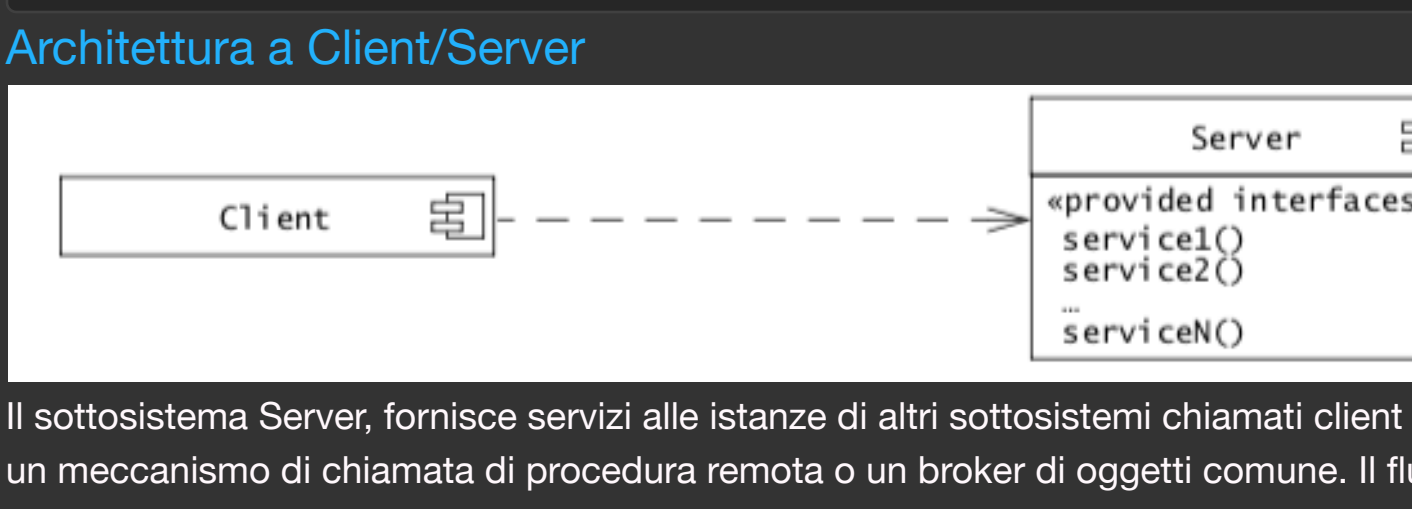 Architettura a Client/Server
Server
Client
«provided interfaces
service1()
service2()
...
serviceN()
Il sottosistema Server, fornisce servizi alle istanze di altri sottosistemi chiamati client
un meccanismo di chiamata di procedura remota o un broker di oggetti comune. Il